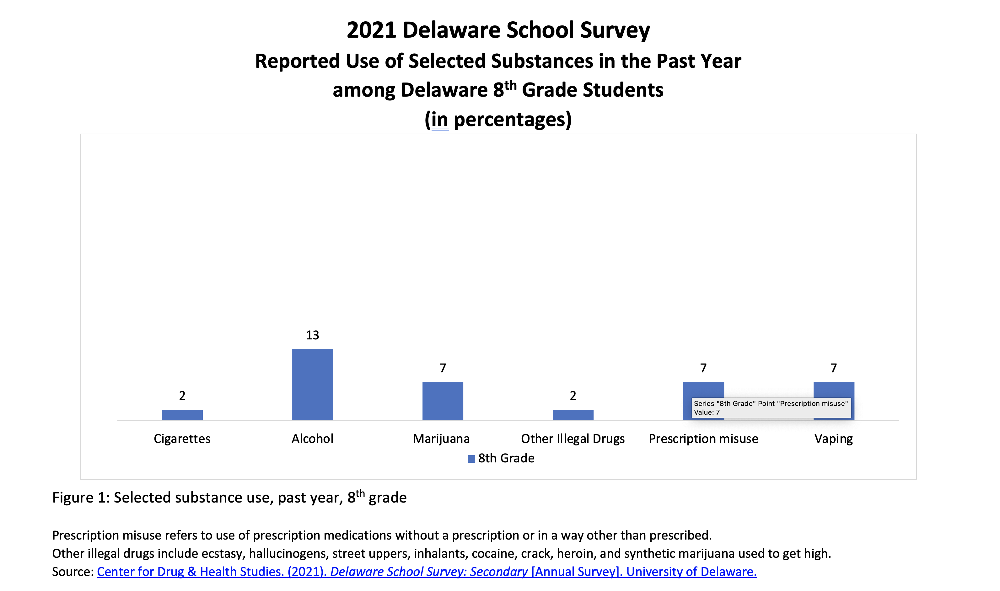 2021 Delaware School Survey
Reported Use of Selected Substances in the Past Year
among Delaware 8th Grade Students
(in percentages)
13
7
7
7
2
2
Series "8th Grade" Point "Prescription misuse"
Value: 7
Cigarettes
Alcohol
Marijuana
Other Illegal Drugs
Prescription misuse
Vaping
8th Grade
Figure 1: Selected substance use, past year, 8th grade
Prescription misuse refers to use of prescription medications without a prescription or in a way other than prescribed.
Other illegal drugs include ecstasy, hallucinogens, street uppers, inhalants, cocaine, crack, heroin, and synthetic marijuana used to get high.
Source: Center for Drug & Health Studies. (2021). Delaware School Survey: Secondary [Annual Survey]. University of Delaware.